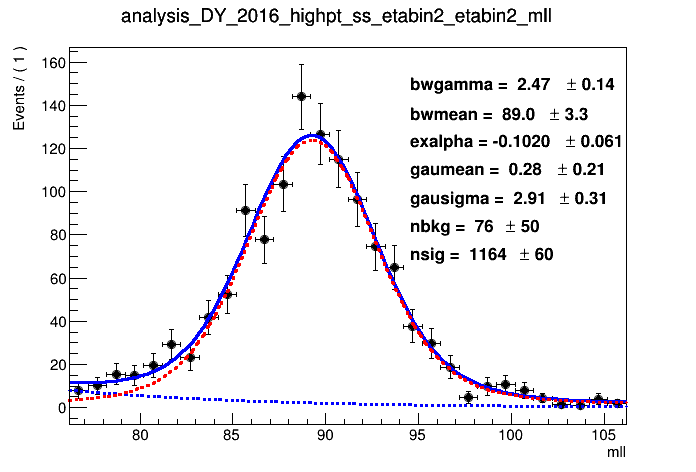 analysis_DY_2016_highpt_ss_etabin2_etabin2_mll
Events / ( 1 )
160
140
120
100
80
60
40
20
0
bwgamma = 2.47 ± 0.14
bwmean = 89.0 ± 3.3
exalpha = -0.1020 ± 0.061
gaumean = 0.28 ± 0.21
gausigma = 2.91 ± 0.31
nbkg = 76 ± 50
nsig = 1164 ± 60
80 85 90 95 100 105
mll